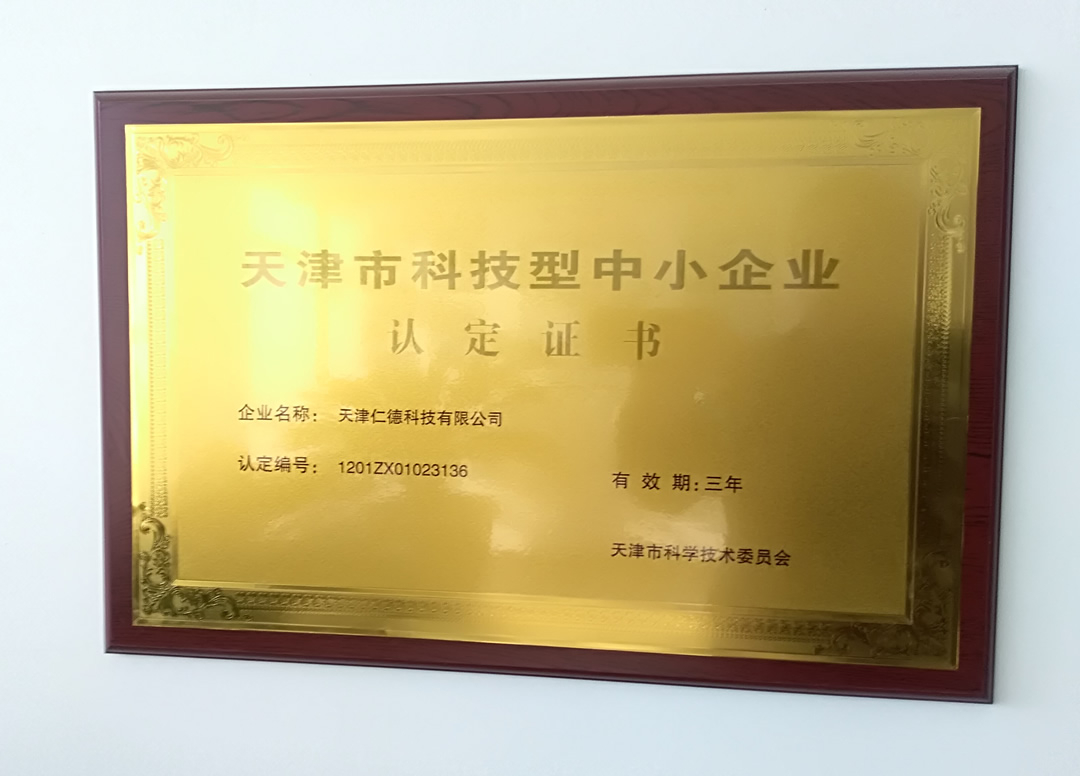 天津市科技型中小企业
认定证书
企业名称: 天津仁德科技有限公司
认定编号: 1201ZX01023136
有效期:三年
天津市科学技术委员会